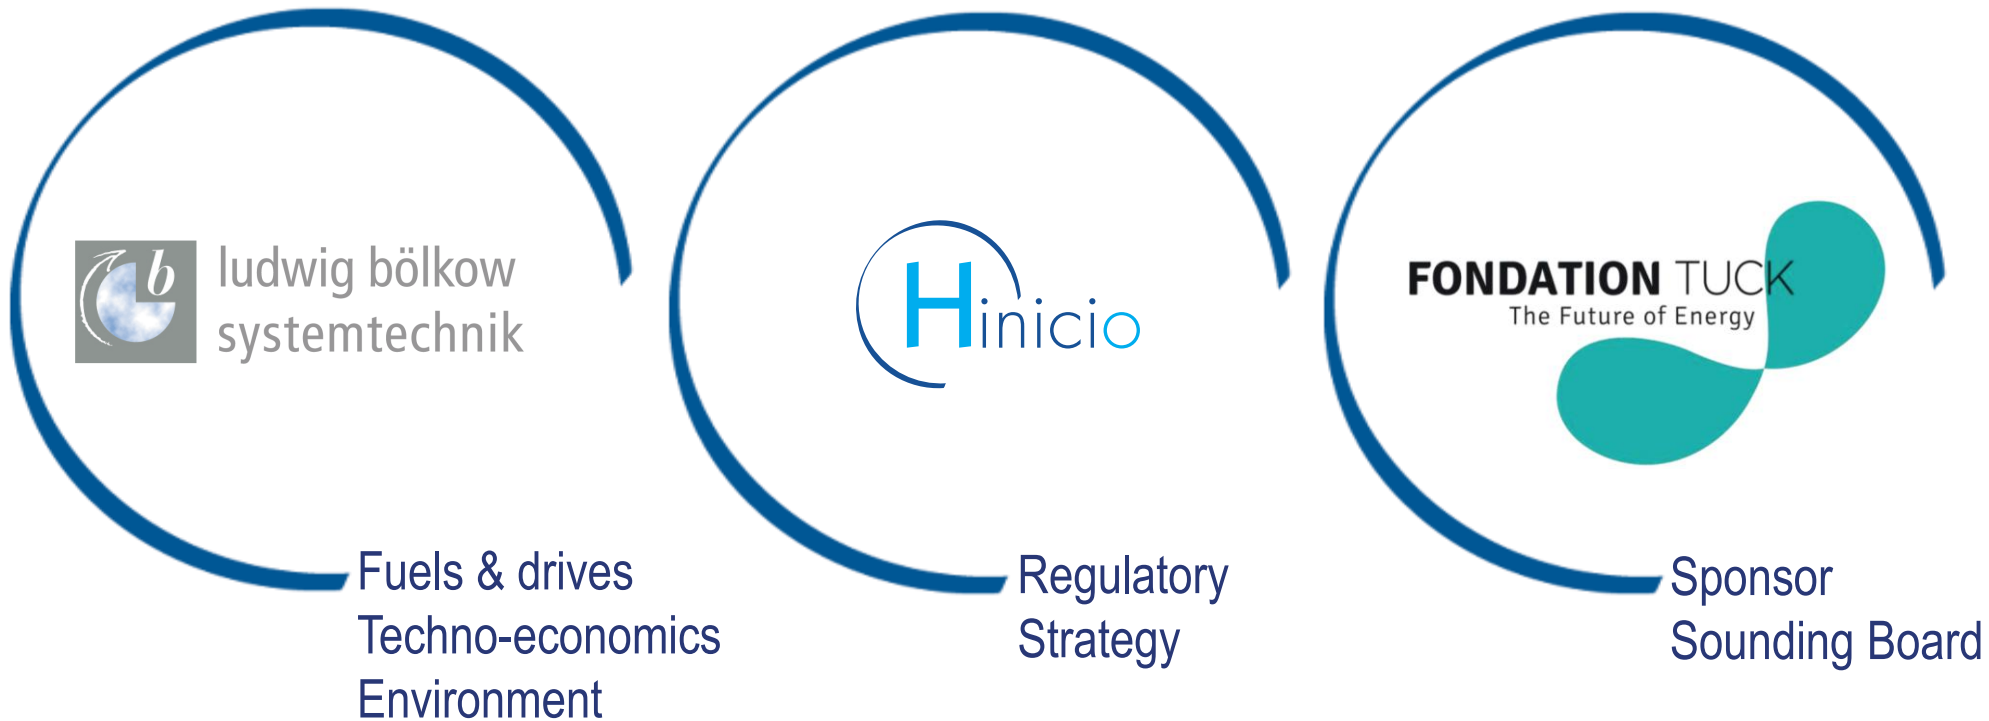 b
ludwig bölkow
systemtechnik
Fuels & drives
Techno-economics
Environment
Hinicio
Regulatory
Strategy
FONDATION TUCK
The Future of Energy
Sponsor
Sounding Board